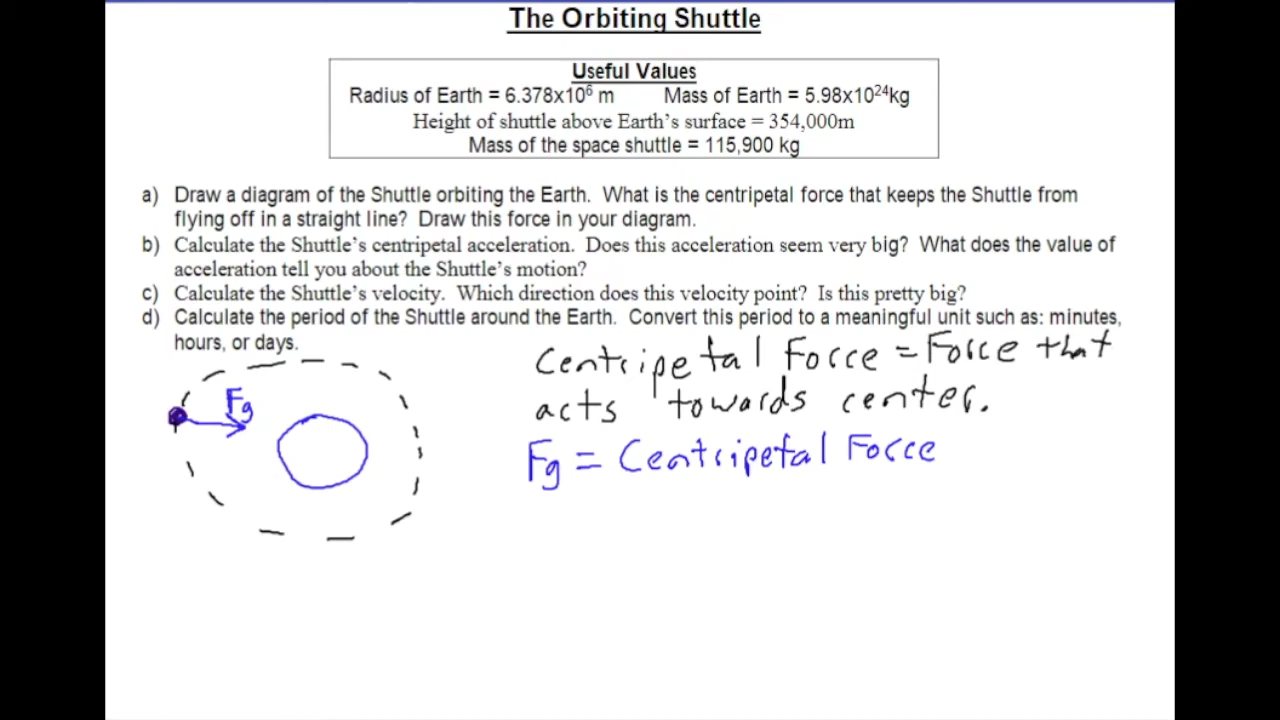 The Orbiting Shuttle
Useful Values
Radius of Earth = 6.378x10⁶ m Mass of Earth = 5.98x10²⁴kg
Height of shuttle above Earth's surface = 354,000m
Mass of the space shuttle = 115,900 kg
a) Draw a diagram of the Shuttle orbiting the Earth. What is the centripetal force that keeps the Shuttle from
flying off in a straight line? Draw this force in your diagram.
b) Calculate the Shuttle's centripetal acceleration. Does this acceleration seem very big? What does the value of
acceleration tell you about the Shuttle's motion?
c) Calculate the Shuttle's velocity. Which direction does this velocity point? Is this pretty big?
d) Calculate the period of the Shuttle around the Earth. Convert this period to a meaningful unit such as: minutes,
hours, or days.
Centripetal Force = Force that
acts towards center.
Fg
Fg = Centripetal Force